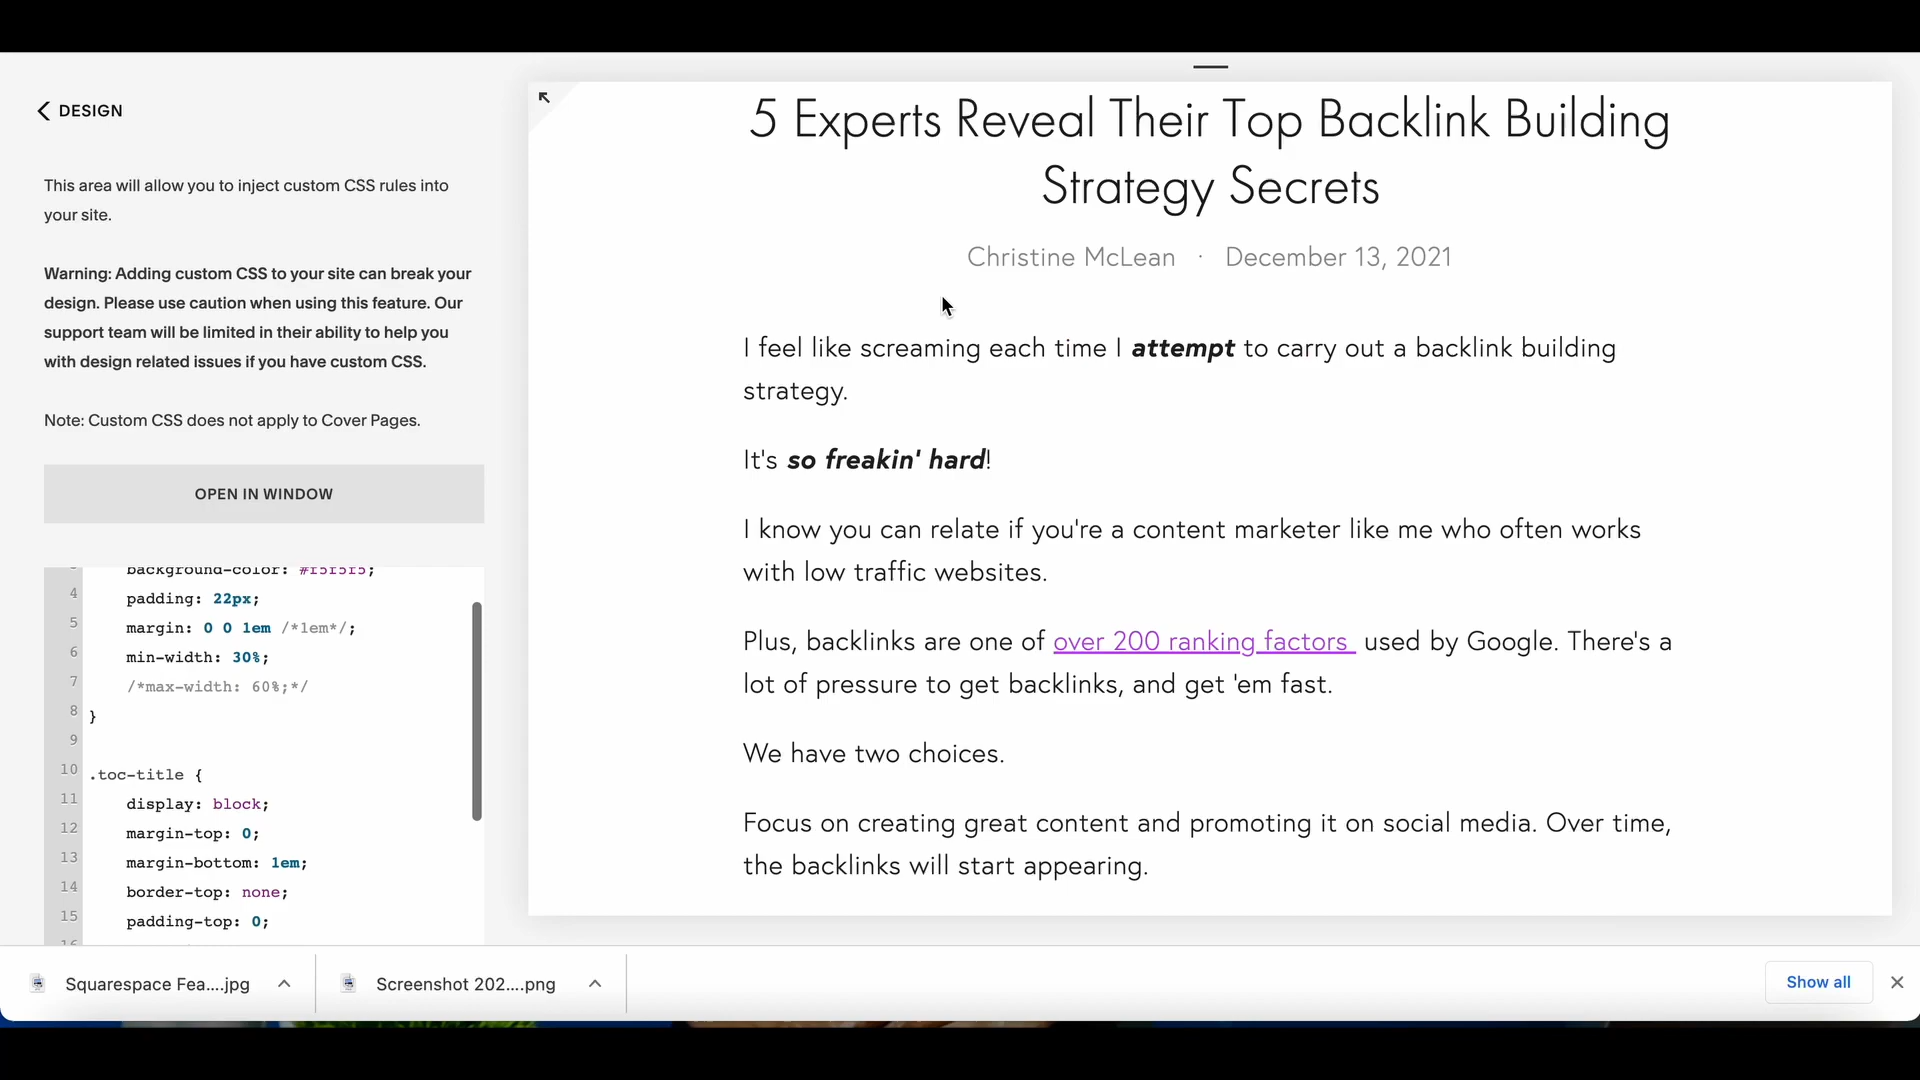 DESIGN
This area will allow you to inject custom CSS rules into
your site.
Warning: Adding custom CSS to your site can break your
design. Please use caution when using this feature. Our
support team will be limited in their ability to help you
with design related issues if you have custom CSS.
Note: Custom CSS does not apply to Cover Pages.
OPEN IN WINDOW
background-color: #f5f5f5;
4 padding: 22px;
5 margin: 0 0 1em /*1em*/;
6 min-width: 30%;
7 /*max-width: 60%;*/
8 }
9
10 .toc-title {
11 display: block;
12 margin-top: 0;
13 margin-bottom: 1em;
14 border-top: none;
15 padding-top: 0;
16
5 Experts Reveal Their Top Backlink Building
Strategy Secrets
Christine McLean · December 13, 2021
I feel like screaming each time I attempt to carry out a backlink building
strategy.
It's so freakin' hard!
I know you can relate if you're a content marketer like me who often works
with low traffic websites.
Plus, backlinks are one of over 200 ranking factors used by Google. There's a
lot of pressure to get backlinks, and get 'em fast.
We have two choices.
Focus on creating great content and promoting it on social media. Over time,
the backlinks will start appearing.
Squarespace Fea....jpg
Screenshot 202....png
Show all